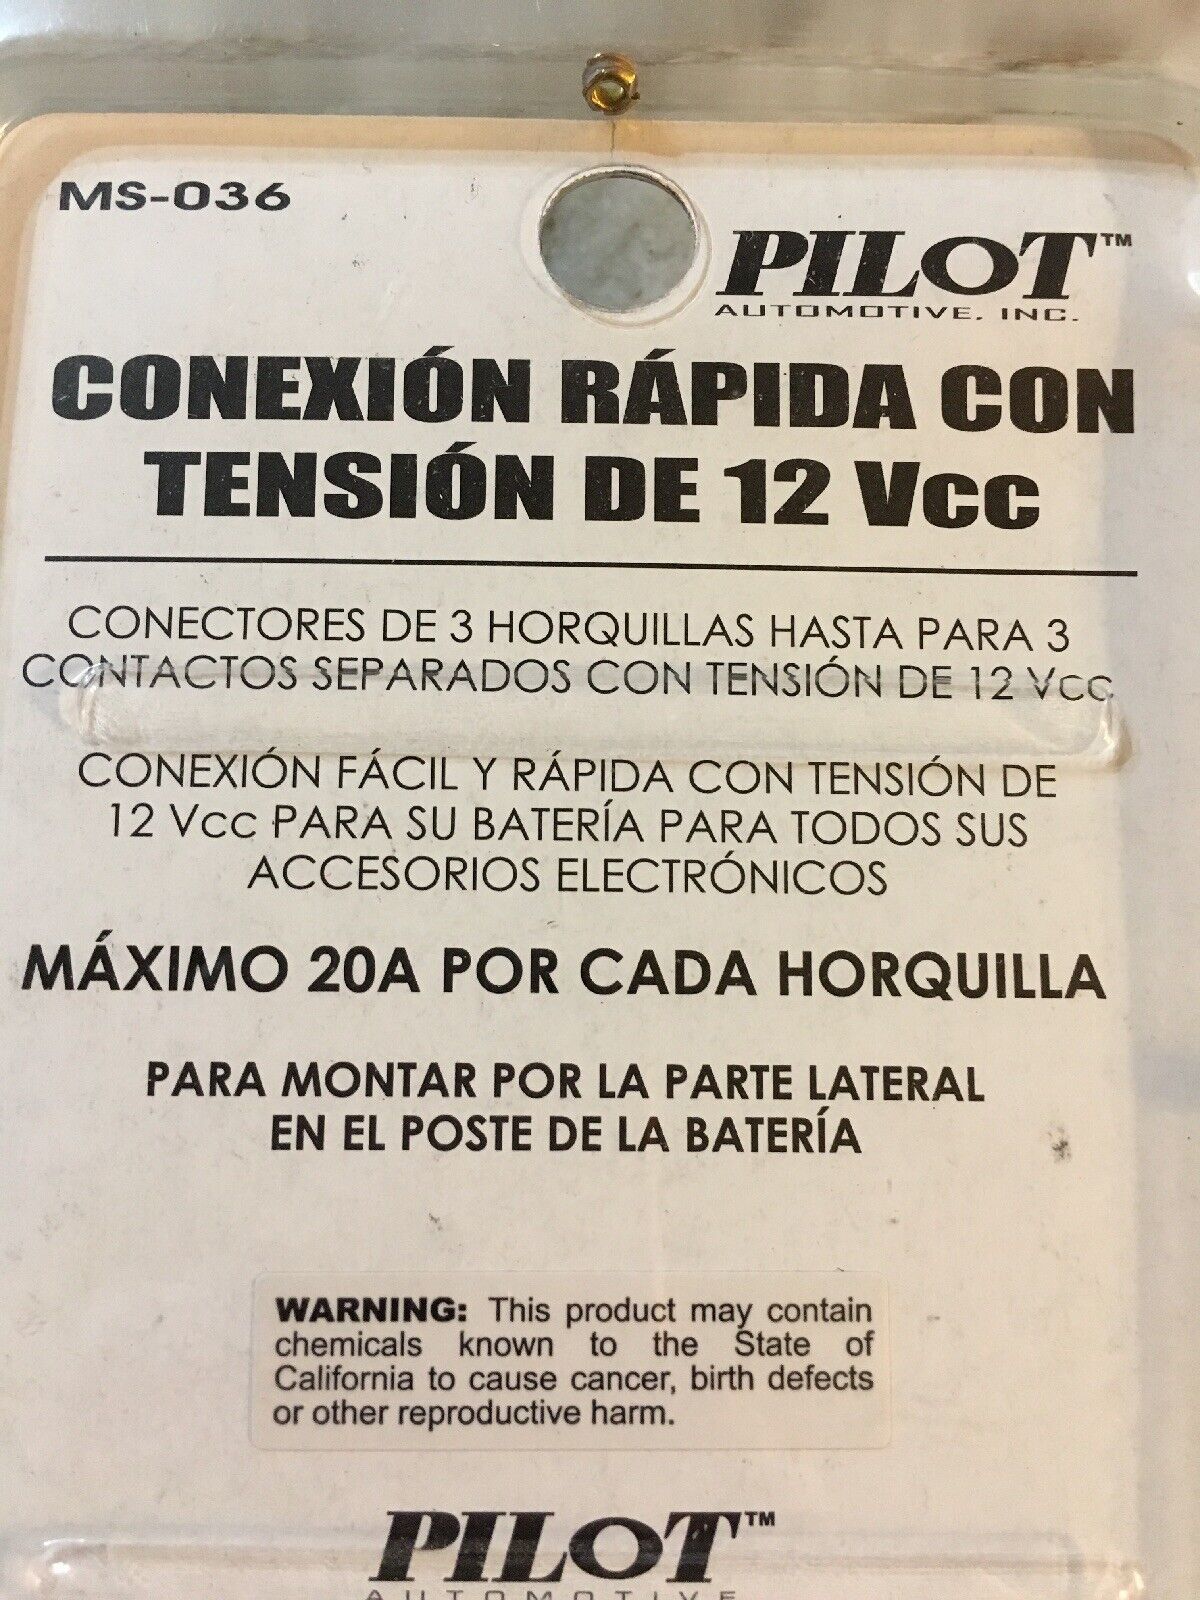 MS-036
PILOT™
AUTOMOTIVE, INC.
CONEXIÓN RÁPIDA CON
TENSIÓN DE 12 Vcc
CONECTORES DE 3 HORQUILLAS HASTA PARA 3
CONTACTOS SEPARADOS CON TENSIÓN DE 12 Vcc
CONEXIÓN FÁCIL Y RÁPIDA CON TENSIÓN DE
12 Vcc PARA SU BATERÍA PARA TODOS SUS
ACCESORIOS ELECTRÓNICOS
MÁXIMO 20A POR CADA HORQUILLA
PARA MONTAR POR LA PARTE LATERAL
EN EL POSTE DE LA BATERÍA
WARNING: This product may contain
chemicals known to the State of
California to cause cancer, birth defects
or other reproductive harm.
PILOT™
AUTOMOTIVE